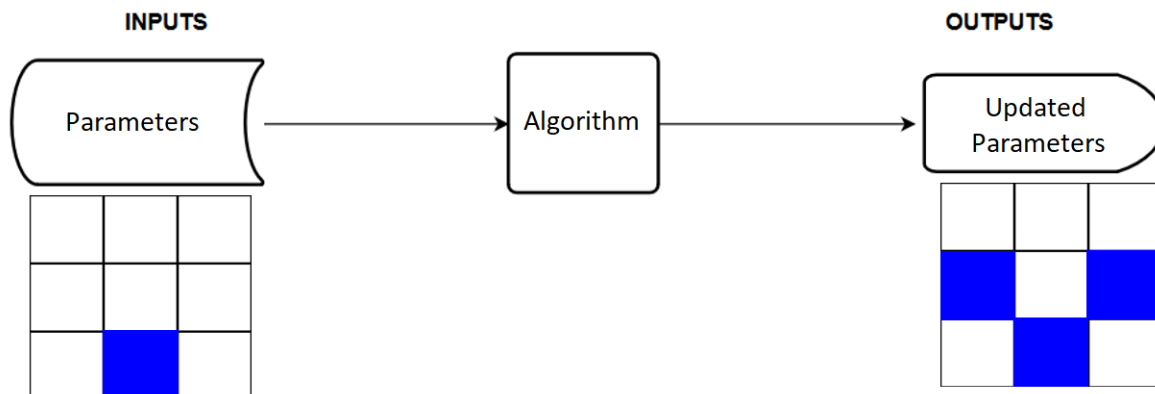 INPUTS
OUTPUTS
Parameters
Algorithm
Updated
Parameters